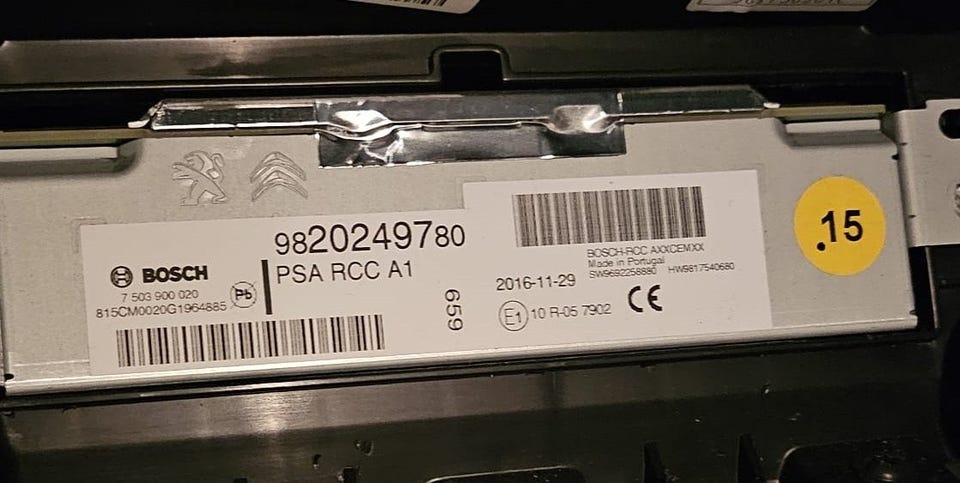 9820249780
PSA RCC A1
BOSCH
7 503 900 020
815CM0020G1964885
Pb
659
BOSCH-RCC AXXCEMXX
Made in Portugal
SW9692258880 HW9817540680
2016-11-29
E1 10 R-05 7902 CE
.15